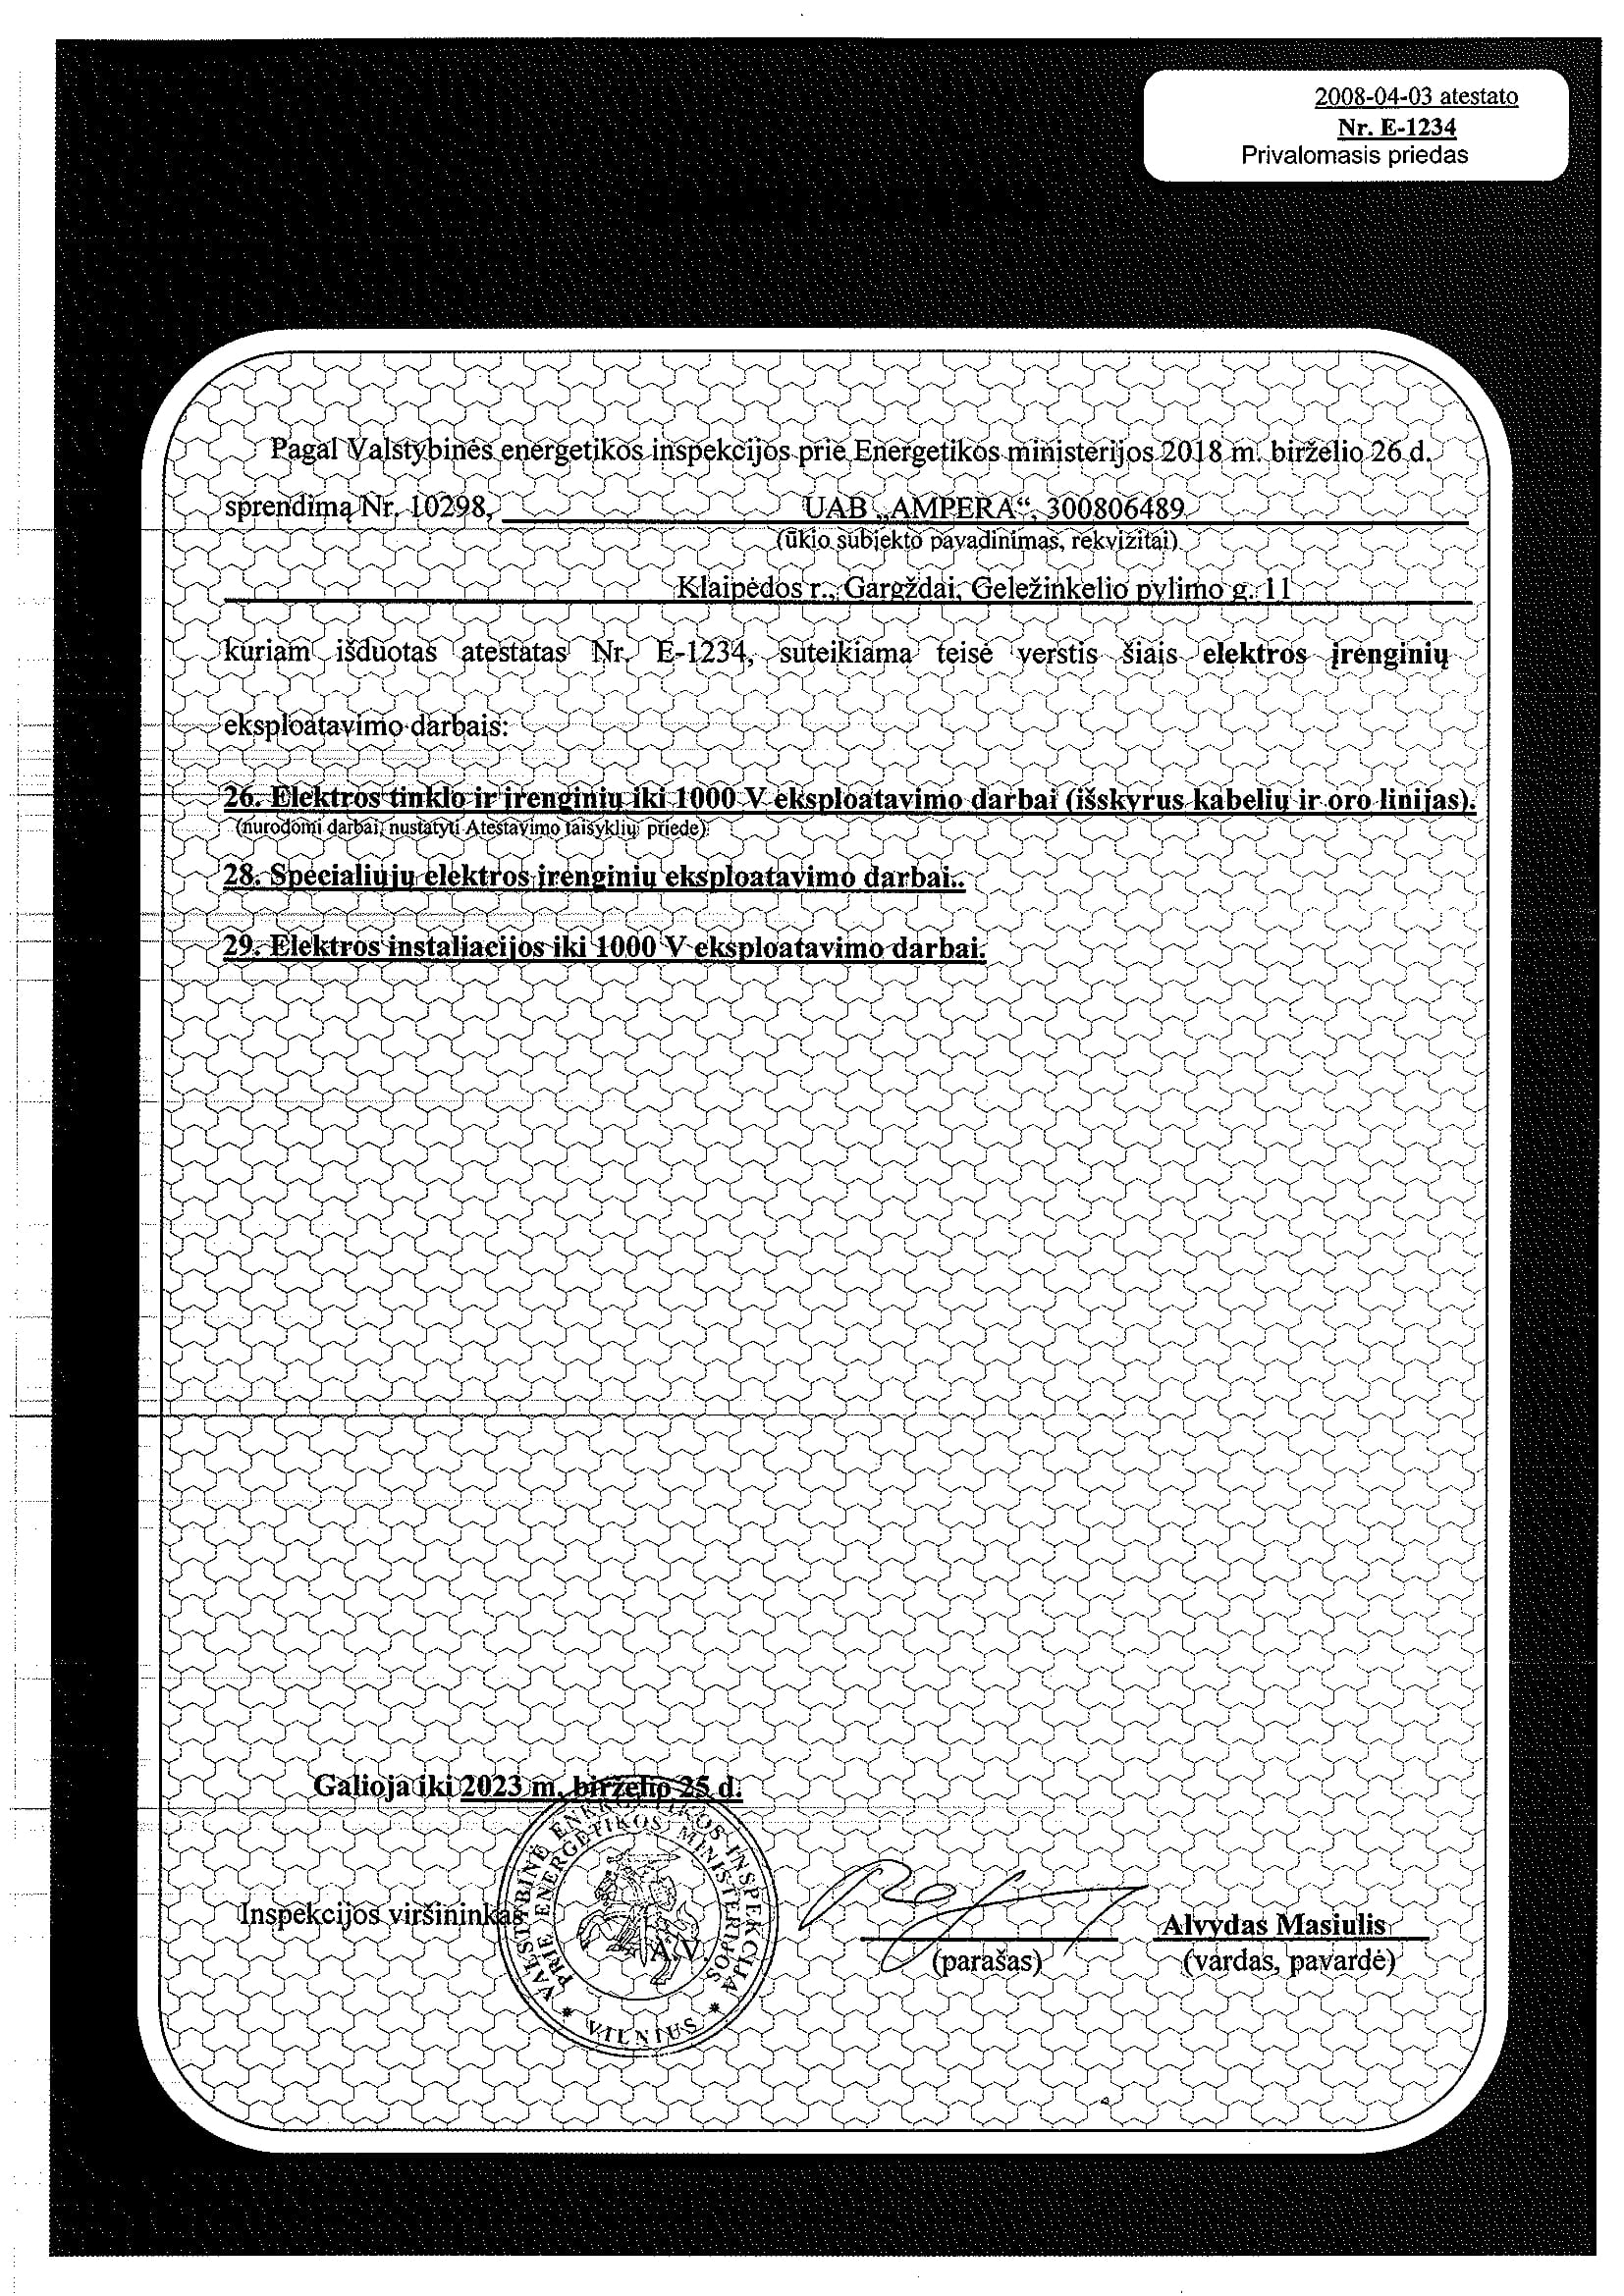 2008-04-03 atestato
Nr. E-1234
Privalomasis priedas
Pagal Valstybinės energetikos inspekcijos prie Energetikos ministerijos 2018 m. birželio 26 d.
sprendimą Nr. 10298, UAB „AMPERA“, 300806489
(ūkio subjekto pavadinimas, rekvizitai)
Klaipėdos r., Gargždai, Geležinkelio pylimo g. 11
kuriam išduotas atestatas Nr. E-1234, suteikiama teisė verstis šiais elektros įrenginių
eksploatavimo darbais:
26. Elektros tinklo ir įrenginių iki 1000 V eksploatavimo darbai (išskyrus kabelių ir oro linijas).
(nurodomi darbai, nustatyti Atestavimo taisyklių priede)
28. Specialiųjų elektros įrenginių eksploatavimo darbai..
29. Elektros instaliacijos iki 1000 V eksploatavimo darbai.
Galioja iki 2023 m. birželio 25 d.
VALSTYBINĖ ENERGETIKOS INSPEKCIJA
PRIE ENERGETIKOS MINISTERIJOS
* VILNIUS *
Inspekcijos viršininkas
A.V.
Alvydas Masiulis
(parašas) (vardas, pavardė)